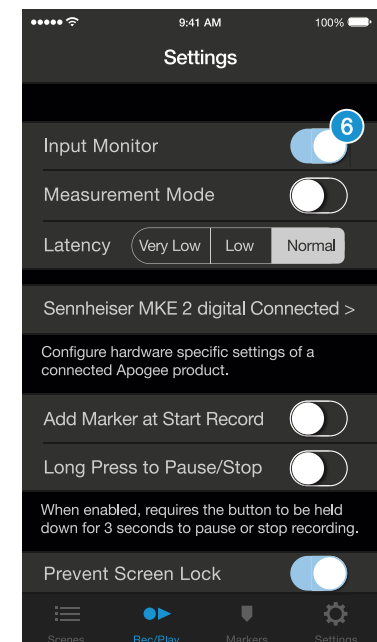 9:41 AM 100%
Settings
6
Input Monitor
Measurement Mode
Latency Very Low Low Normal
Sennheiser MKE 2 digital Connected >
Configure hardware specific settings of a
connected Apogee product.
Add Marker at Start Record
Long Press to Pause/Stop
When enabled, requires the button to be held
down for 3 seconds to pause or stop recording.
Prevent Screen Lock
Scenes Rec/Play Markers Settings